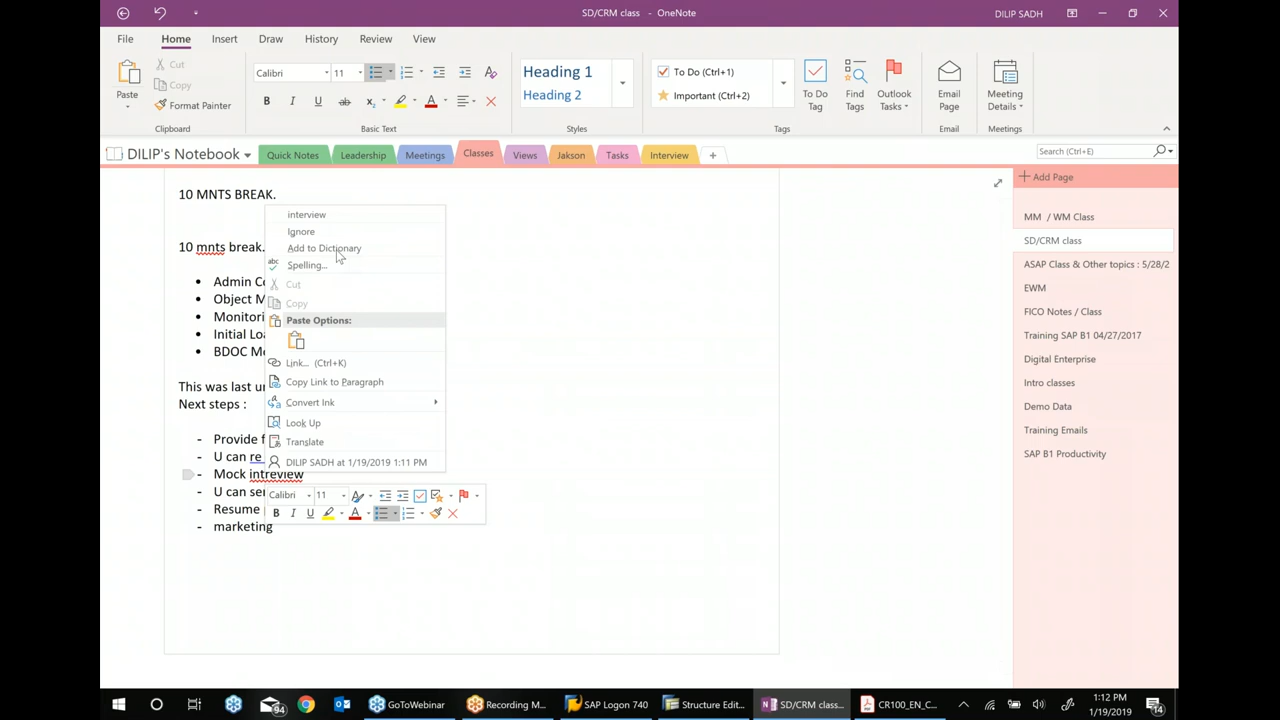 SD/CRM class - OneNote
DILIP SADH
File Home Insert Draw History Review View
Paste
Cut
Copy
Format Painter
Clipboard
Calibri 11
B I U ab x₂ A
Basic Text
Heading 1
Heading 2
Styles
To Do (Ctrl+1)
Important (Ctrl+2)
To Do Tag
Find Tags
Outlook Tasks
Tags
Email Page
Email
Meeting Details
Meetings
DILIP's Notebook Quick Notes Leadership Meetings Classes Views Jakson Tasks Interview +
Search (Ctrl+E)
10 MNTS BREAK.
10 mnts break.
Admin
Object
Initial
BDOC
This was last
Next steps :
- Provide
- U can re
- Mock intreview
- U can
- Resume
- marketing
interview
Ignore
Add to Dictionary
abc Spelling...
Cut
Copy
Paste Options:
Link... (Ctrl+K)
Copy Link to Paragraph
Convert Ink
Look Up
Translate
DILIP SADH at 1/19/2019 1:11 PM
Calibri 11
B I U A
Add Page
MM / WM Class
SD/CRM class
ASAP Class & Other topics : 5/28/2
EWM
FICO Notes / Class
Training SAP B1 04/27/2017
Digital Enterprise
Intro classes
Demo Data
Training Emails
SAP B1 Productivity
94 GoToWebinar Recording M... SAP Logon 740 Structure Edit... SD/CRM class... CR100_EN_C...
1:12 PM
1/19/2019
14